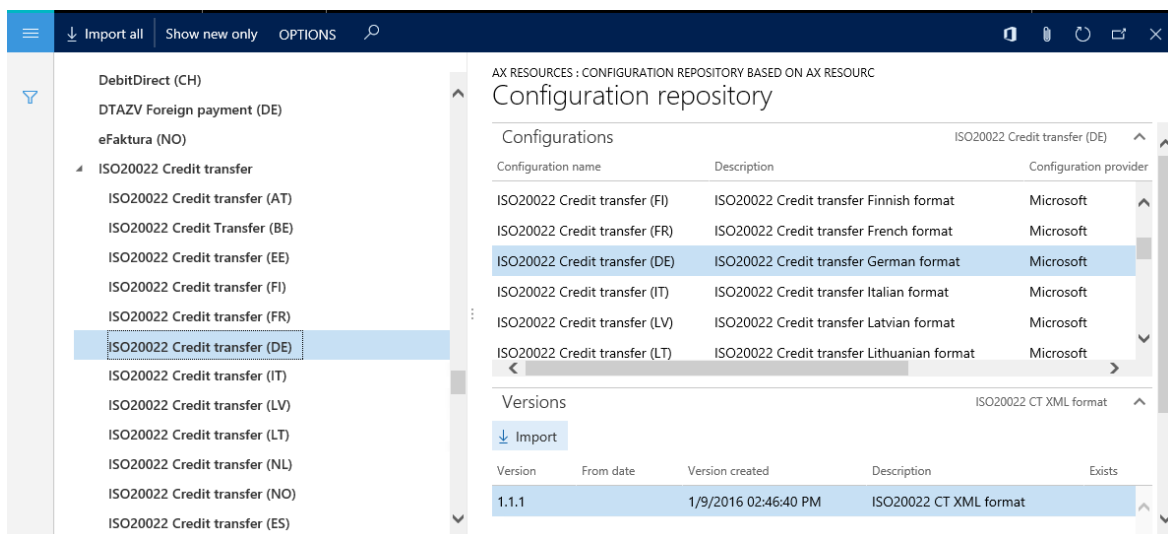 Import all Show new only OPTIONS
DebitDirect (CH)
DTAZV Foreign payment (DE)
eFaktura (NO)
ISO20022 Credit transfer
ISO20022 Credit transfer (AT)
ISO20022 Credit Transfer (BE)
ISO20022 Credit transfer (EE)
ISO20022 Credit transfer (FI)
ISO20022 Credit transfer (FR)
ISO20022 Credit transfer (DE)
ISO20022 Credit transfer (IT)
ISO20022 Credit transfer (LV)
ISO20022 Credit transfer (LT)
ISO20022 Credit transfer (NL)
ISO20022 Credit transfer (NO)
ISO20022 Credit transfer (ES)
AX RESOURCES : CONFIGURATION REPOSITORY BASED ON AX RESOURC
Configuration repository
Configurations ISO20022 Credit transfer (DE)
Configuration name Description Configuration provider
ISO20022 Credit transfer (FI) ISO20022 Credit transfer Finnish format Microsoft
ISO20022 Credit transfer (FR) ISO20022 Credit transfer French format Microsoft
ISO20022 Credit transfer (DE) ISO20022 Credit transfer German format Microsoft
ISO20022 Credit transfer (IT) ISO20022 Credit transfer Italian format Microsoft
ISO20022 Credit transfer (LV) ISO20022 Credit transfer Latvian format Microsoft
ISO20022 Credit transfer (LT) ISO20022 Credit transfer Lithuanian format Microsoft
Versions ISO20022 CT XML format
Import
Version From date Version created Description Exists
1.1.1 1/9/2016 02:46:40 PM ISO20022 CT XML format